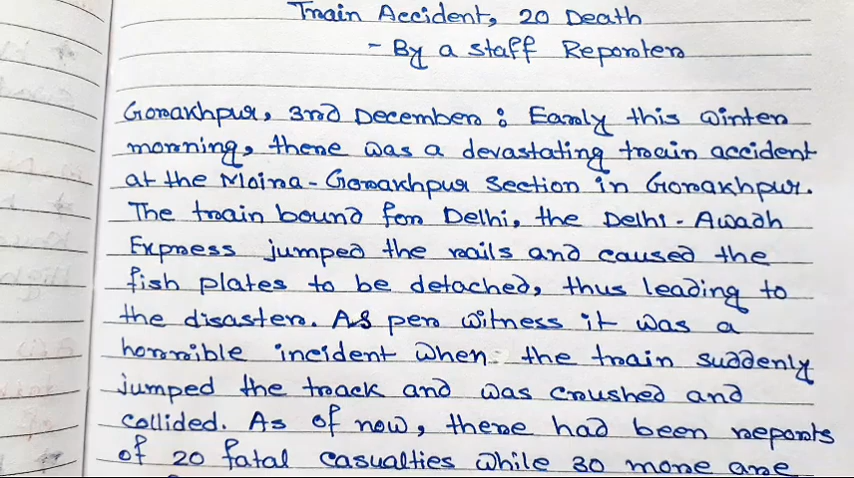 Train Accident, 20 Death
- By a staff Reporter
Gorakhpur, 3rd December : Early this winter
morning, there was a devastating train accident
at the Moina - Gorakhpur section in Gorakhpur.
The train bound for Delhi, the Delhi - Awadh
Express jumped the rails and caused the
fish plates to be detached, thus leading to
the disaster. As per witness it was a
horrible incident when the train suddenly
jumped the track and was crushed and
collided. As of now, there had been reports
of 20 fatal casualties while 30 more are